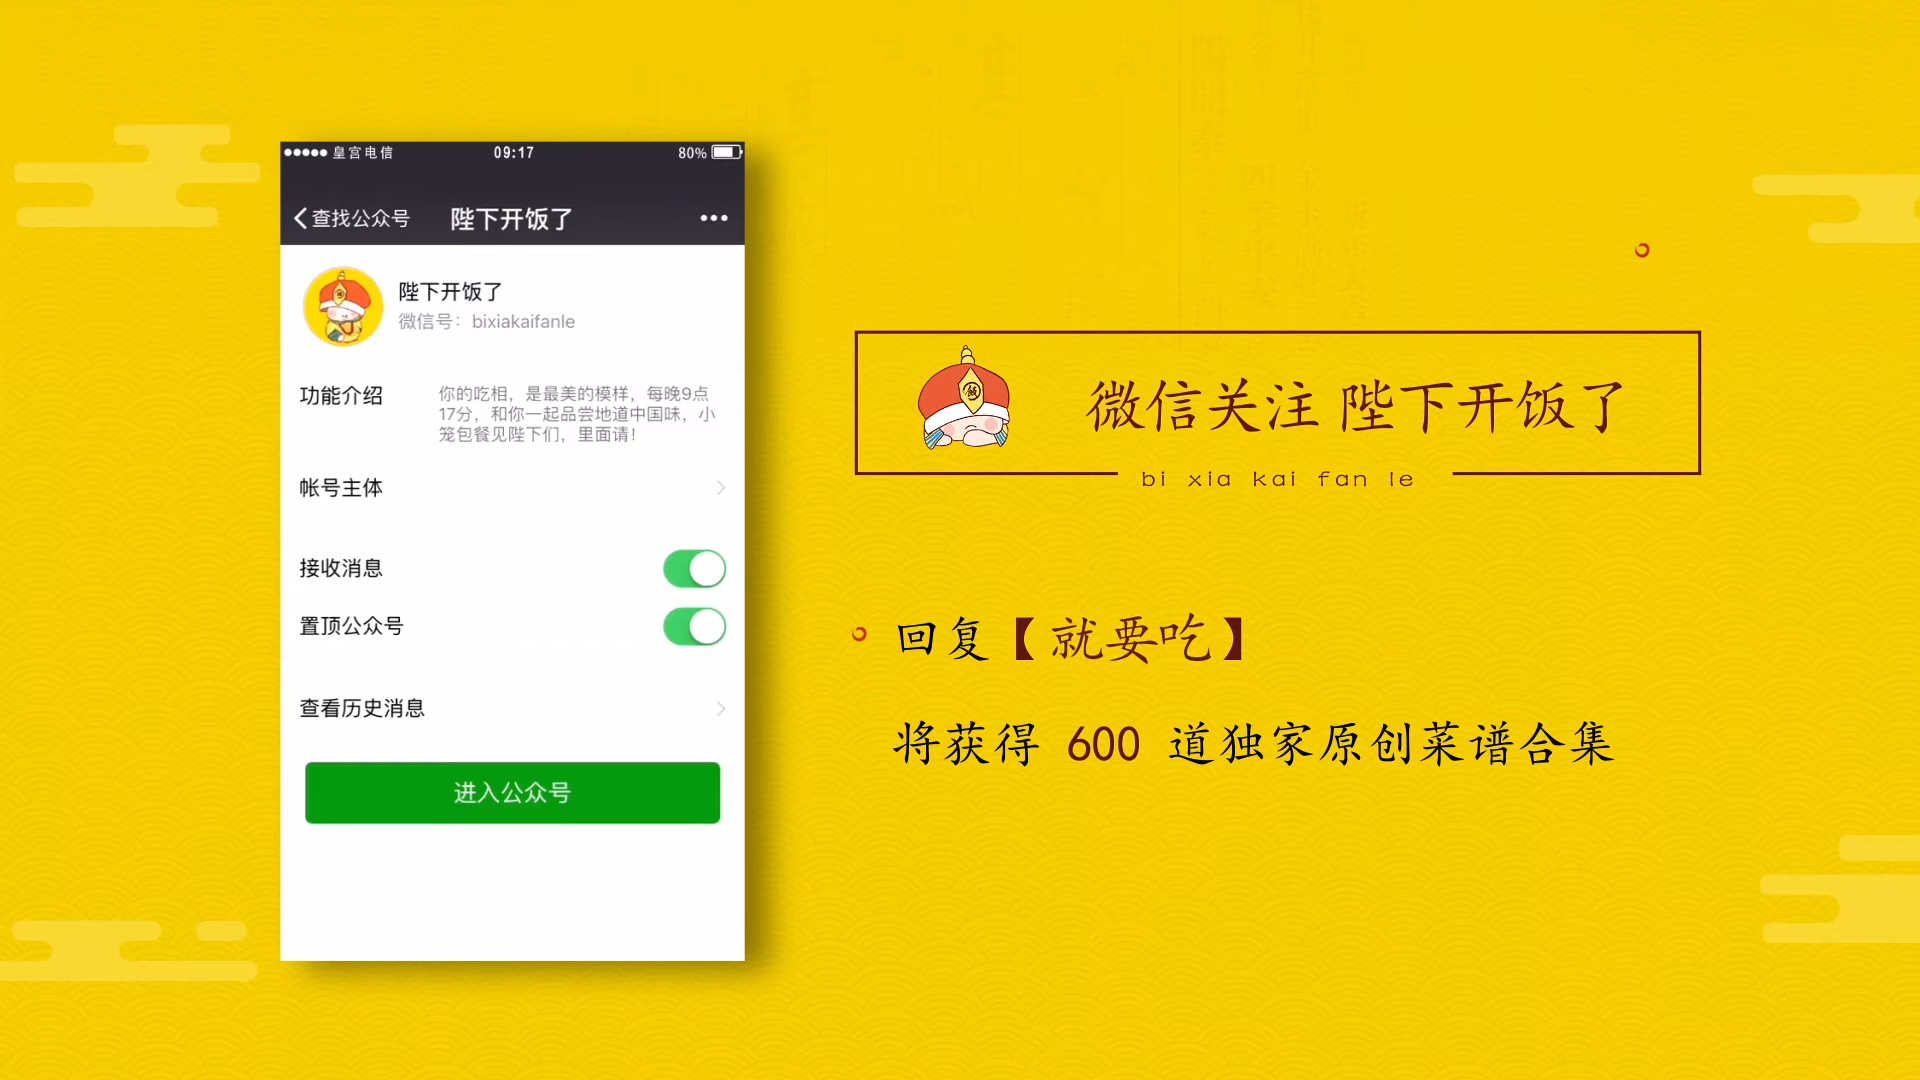 皇宫电信 09:17 80%
查找公众号 陛下开饭了
陛下开饭了
微信号：bixiakaifanle
功能介绍
你的吃相，是最美的模样，每晚9点
17分，和你一起品尝地道中国味，小
笼包餐见陛下们，里面请！
帐号主体
接收消息
置顶公众号
查看历史消息
进入公众号
飯
微信关注 陛下开饭了
bi xia kai fan le
回复【就要吃】
将获得 600 道独家原创菜谱合集